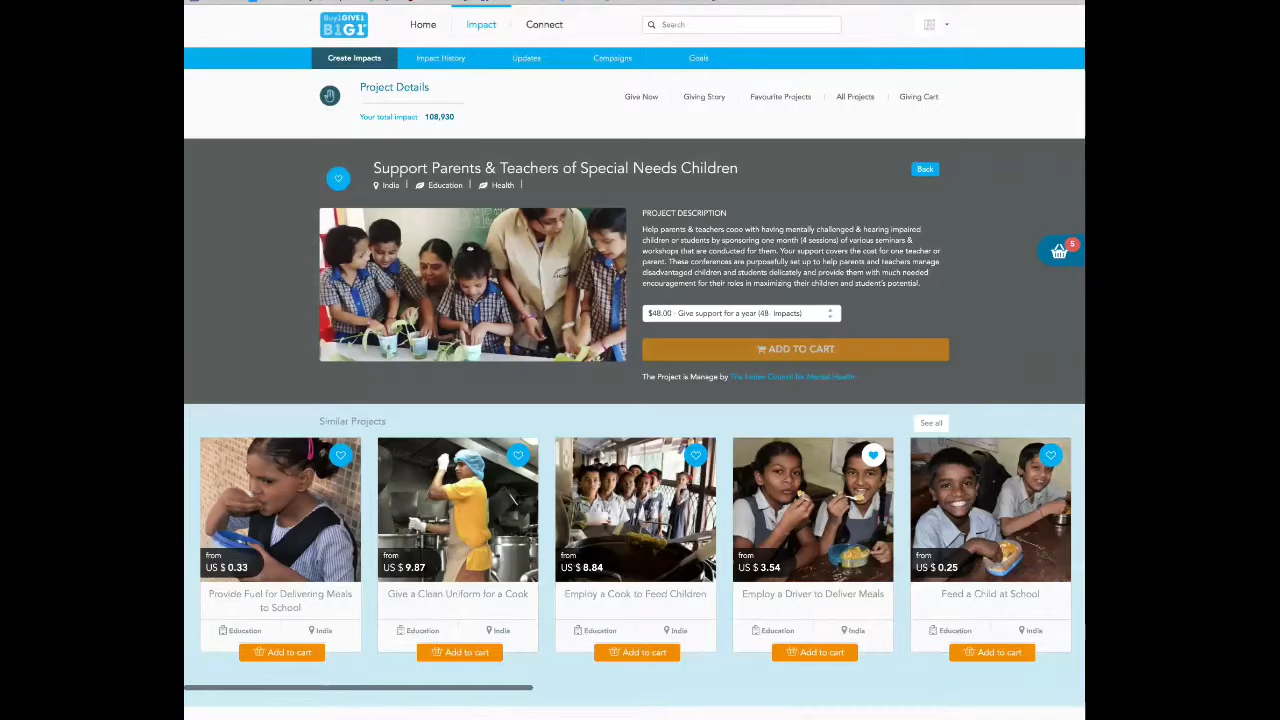 Buy1GIVE1
B1G1
Home
Impact
Connect
Search
Create Impacts
Impact History
Updates
Campaigns
Goals
Project Details
Your total impact 108,930
Give Now
Giving Story
Favourite Projects
All Projects
Giving Cart
Support Parents & Teachers of Special Needs Children
India
Education
Health
Back
5
PROJECT DESCRIPTION
Help parents & teachers cope with having mentally challenged & hearing impaired
children or students by sponsoring one month (4 sessions) of various seminars &
workshops that are conducted for them. Your support covers the cost for one teacher or
parent. These conferences are purposefully set up to help parents and teachers manage
disadvantaged children and students delicately and provide them with much needed
encouragement for their roles in maximizing their children and student's potential.
$48.00 - Give support for a year (48- Impacts)
ADD TO CART
The Project is Manage by The Indian Council for Mental Health
Similar Projects
See all
from
US $ 0.33
Provide Fuel for Delivering Meals
to School
Education
India
Add to cart
from
US $ 9.87
Give a Clean Uniform for a Cook
Education
India
Add to cart
from
US $ 8.84
Employ a Cook to Feed Children
Education
India
Add to cart
from
US $ 3.54
Employ a Driver to Deliver Meals
Education
India
Add to cart
from
US $ 0.25
Feed a Child at School
Education
India
Add to cart